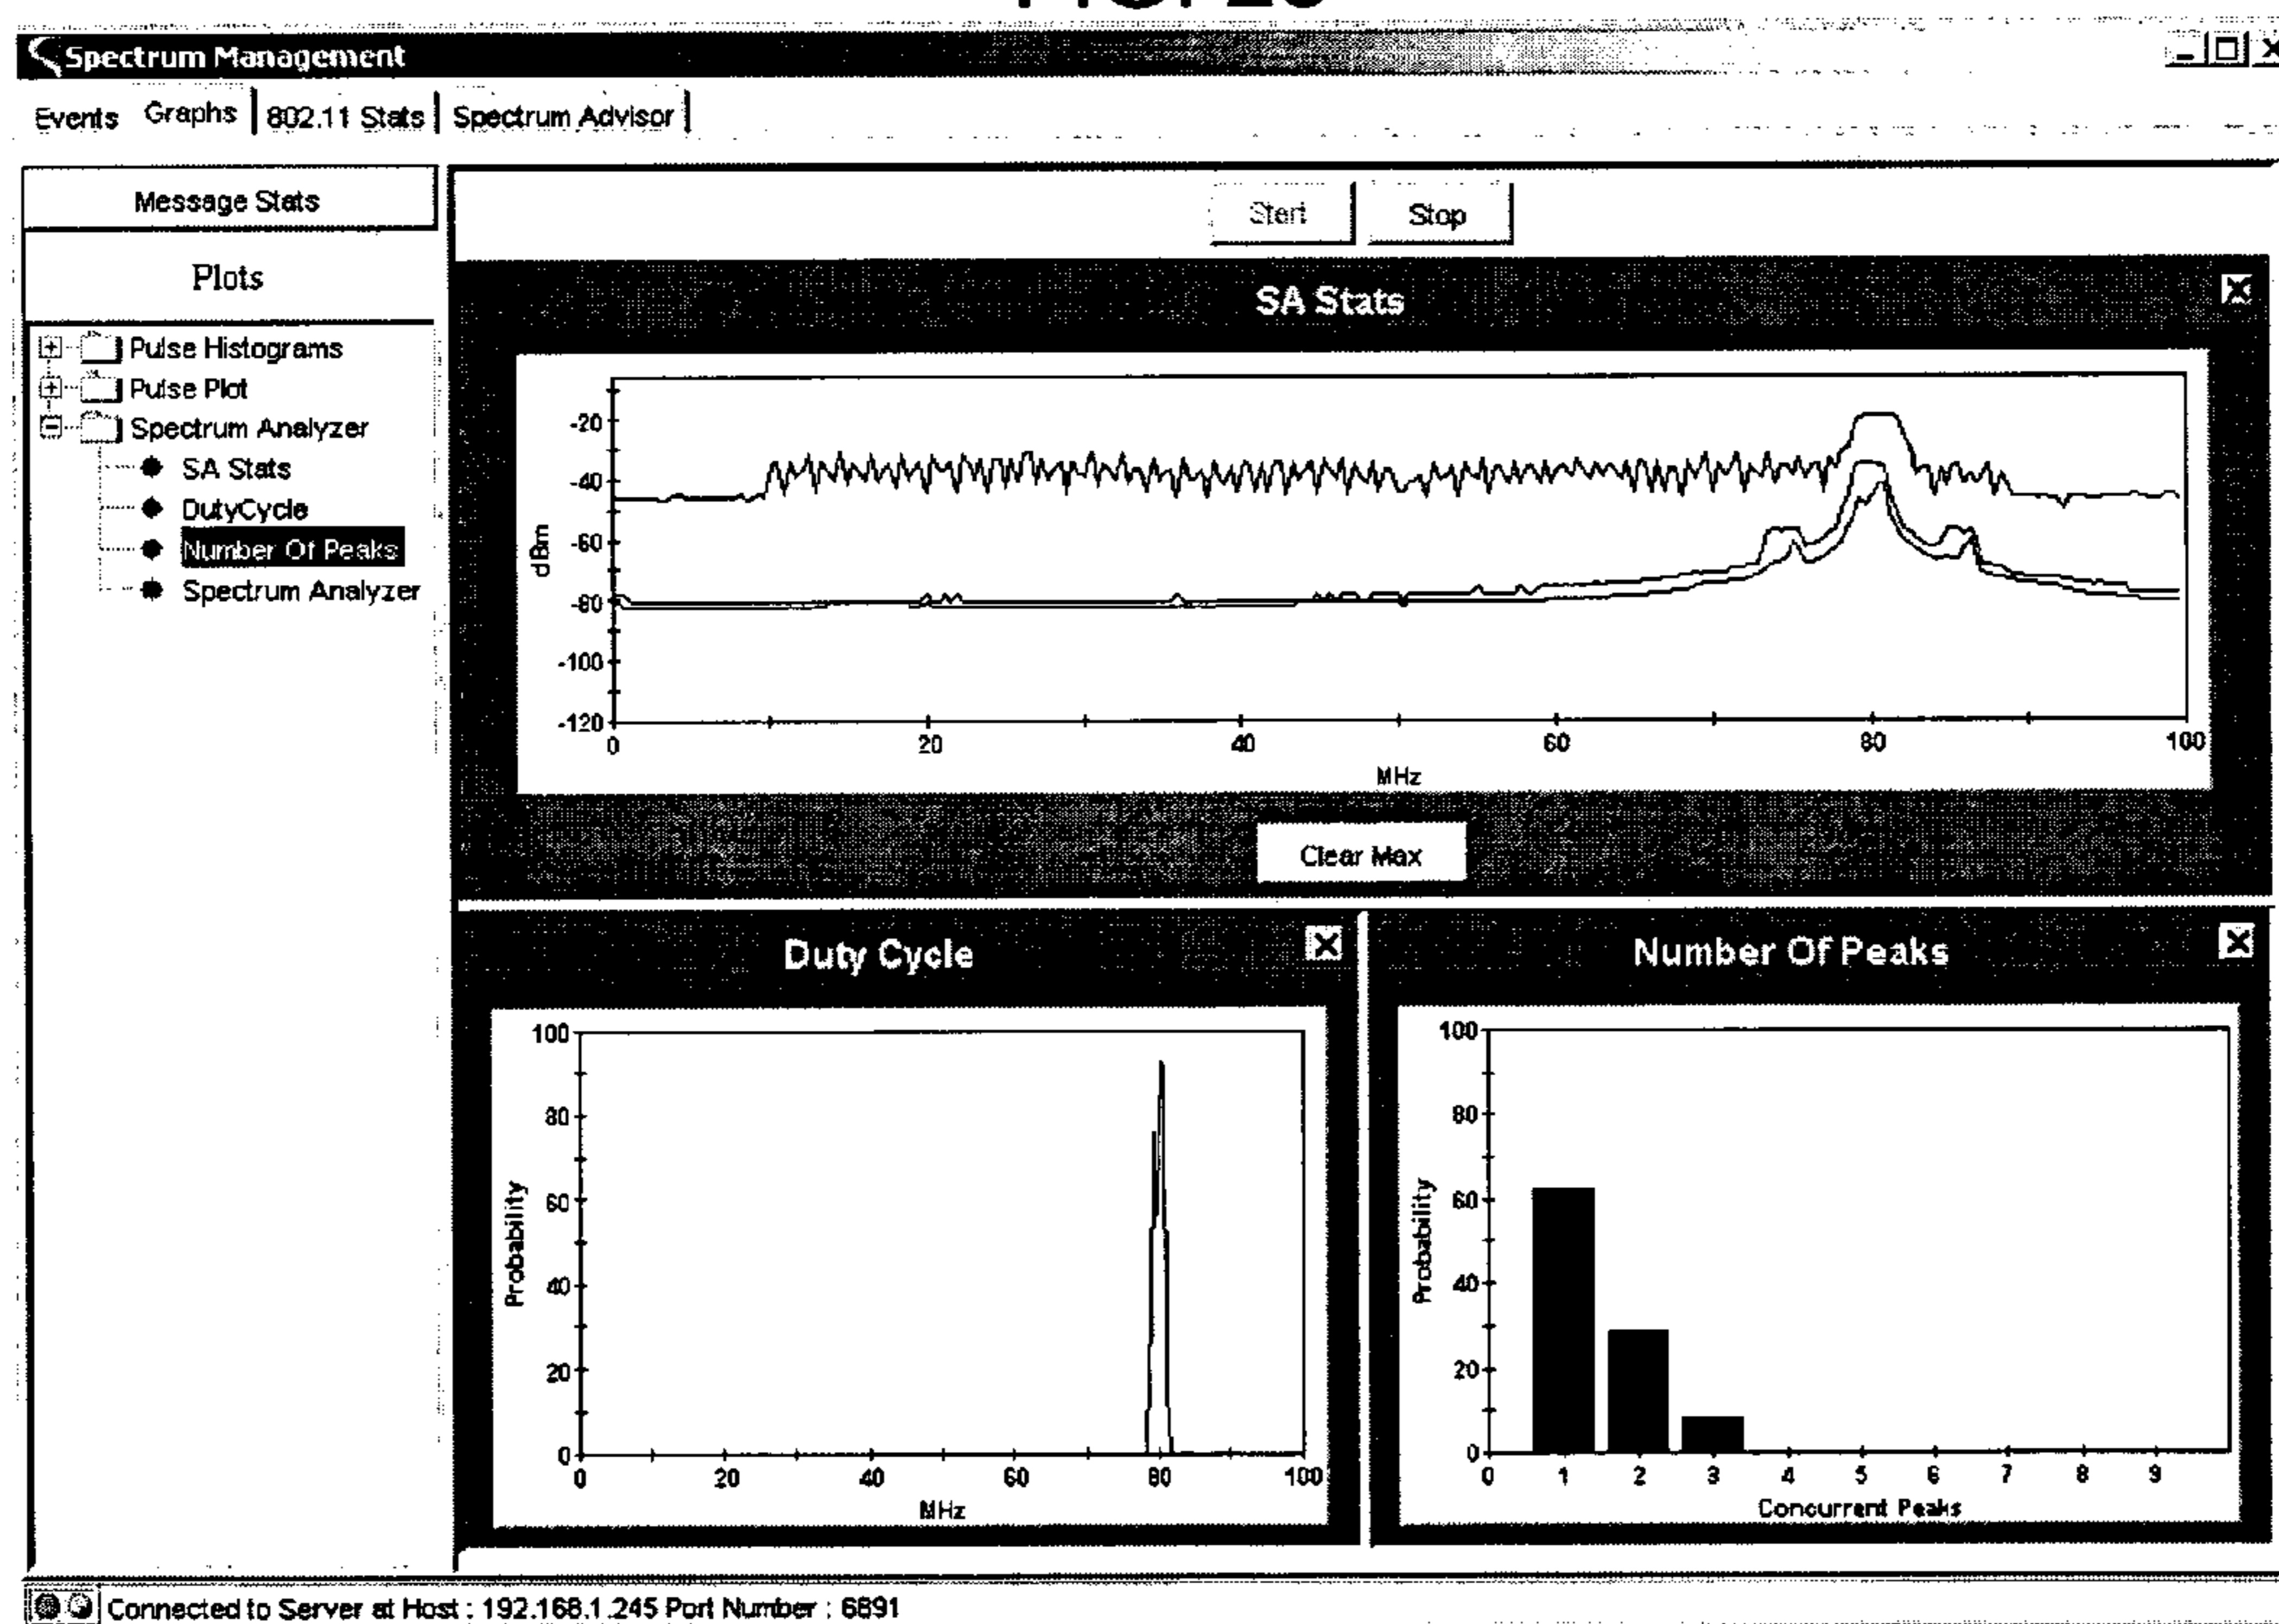 Spectrum Management
Events Graphs 802.11 Stats Spectrum Advisor
Message Stats
Plots
Pulse Histograms
Pulse Plot
Spectrum Analyzer
SA Stats
DutyCycle
Number Of Peaks
Spectrum Analyzer
Start Stop
SA Stats
dBm
-20
-40
-60
-80
-100
-120
0 20 40 60 80 100
MHz
Clear Max
Duty Cycle
Probability
100
80
60
40
20
0
0 20 40 60 80 100
MHz
Number Of Peaks
Probability
100
80
60
40
20
0
0 1 2 3 4 5 6 7 8 9
Concurrent Peaks
Connected to Server at Host : 192.168.1.245 Port Number : 6891